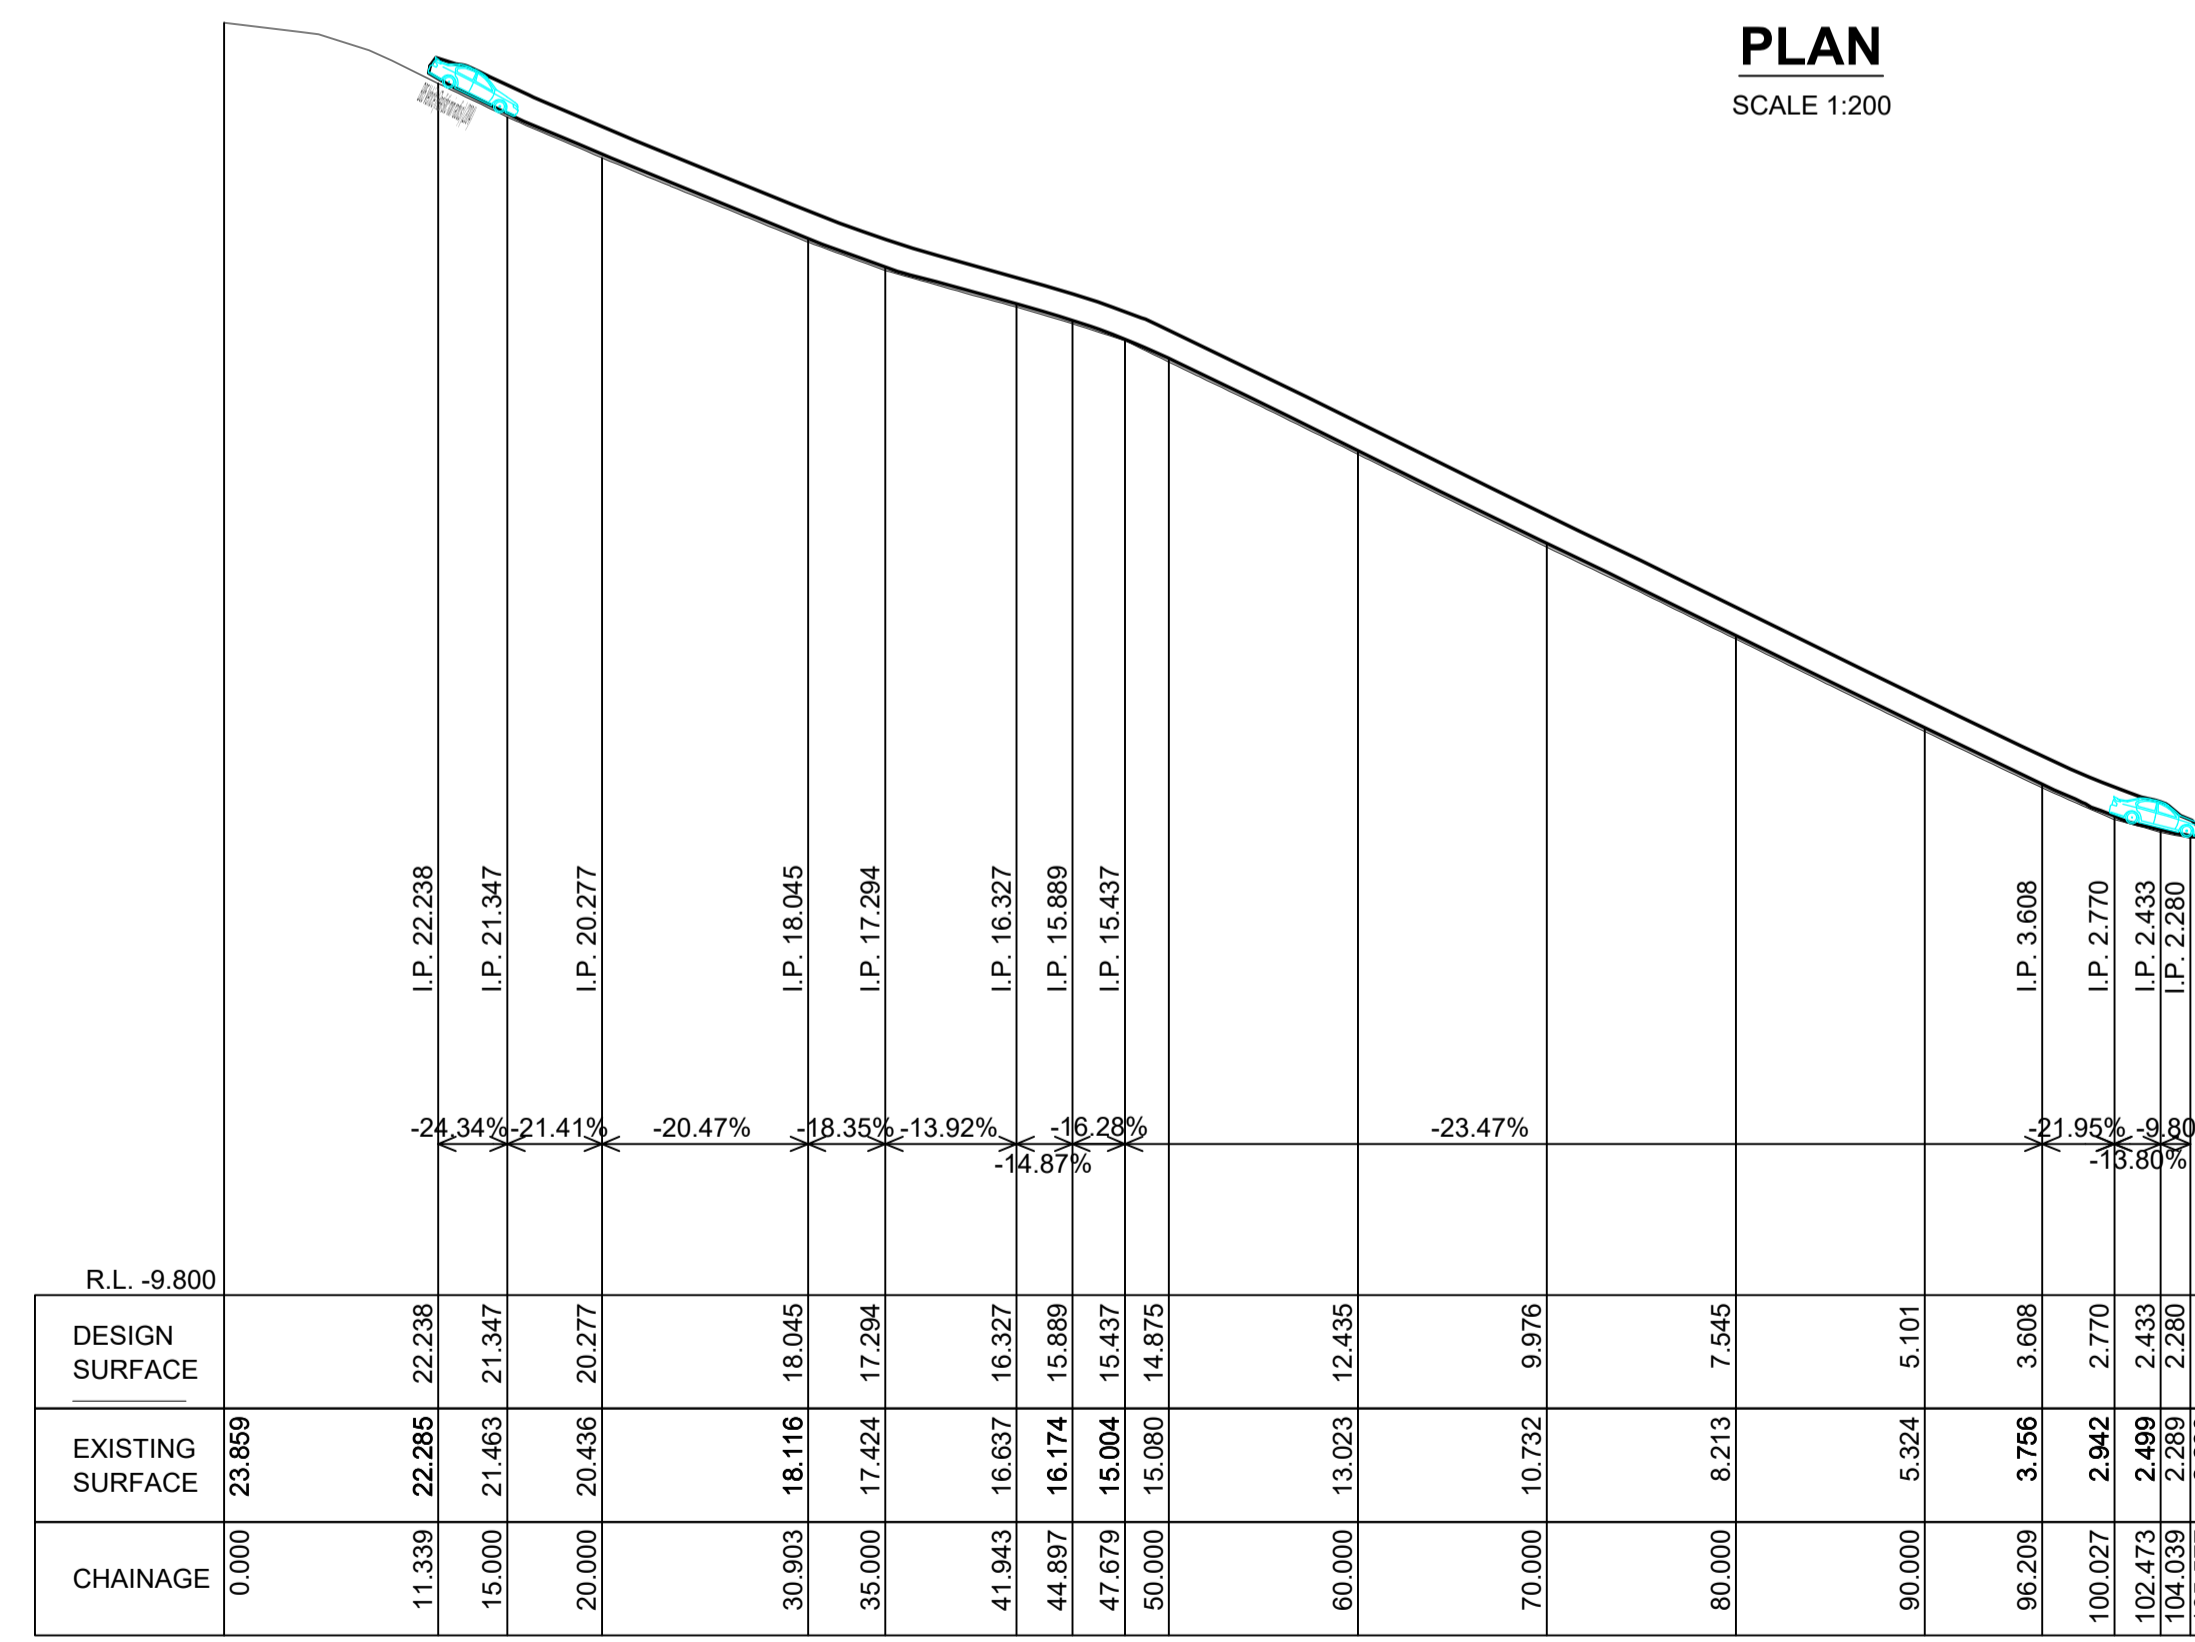 PLAN
SCALE 1:200
I.P. 22.238
I.P. 21.347
I.P. 20.277
I.P. 18.045
I.P. 17.294
I.P. 16.327
I.P. 15.889
I.P. 15.437
I.P. 3.608
I.P. 2.770
I.P. 2.433
I.P. 2.280
-24.34% -21.41% -20.47% -18.35% -13.92% -16.28% -23.47% -21.95% -9.80
-14.87% -13.80%
R.L. -9.800
DESIGN
SURFACE
22.238 21.347 20.277 18.045 17.294 16.327 15.889 15.437 14.875 12.435 9.976 7.545 5.101 3.608 2.770 2.433 2.280
EXISTING
SURFACE
23.859 22.285 21.463 20.436 18.116 17.424 16.637 16.174 15.004 15.080 13.023 10.732 8.213 5.324 3.756 2.942 2.499 2.289
CHAINAGE
0.000 11.339 15.000 20.000 30.903 35.000 41.943 44.897 47.679 50.000 60.000 70.000 80.000 90.000 96.209 100.027 102.473 104.039